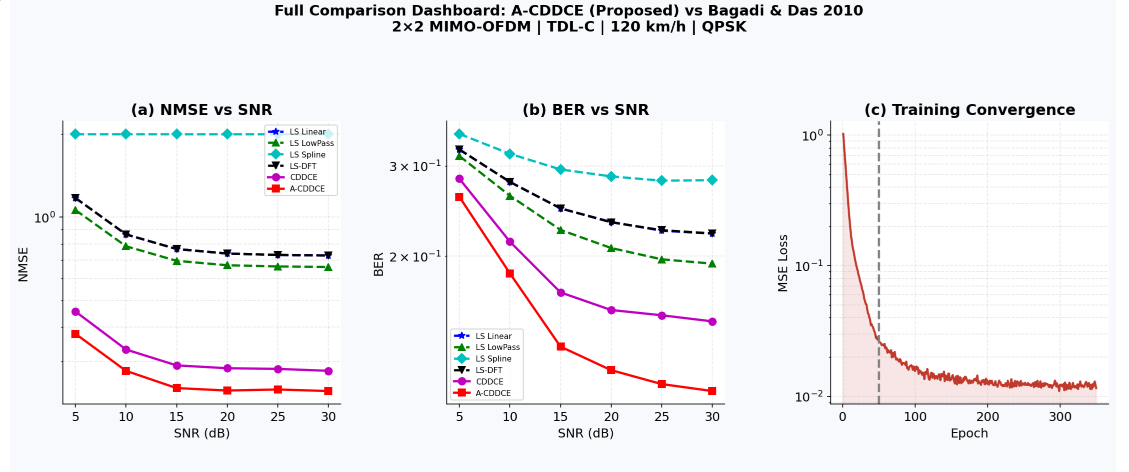 Full Comparison Dashboard: A-CDDCE (Proposed) vs Bagadi & Das 2010
2×2 MIMO-OFDM | TDL-C | 120 km/h | QPSK
(a) NMSE vs SNR
NMSE
10⁰
LS Linear
LS LowPass
LS Spline
LS-DFT
CDDCE
A-CDDCE
5 10 15 20 25 30
SNR (dB)
(b) BER vs SNR
BER
3 × 10⁻¹
2 × 10⁻¹
LS Linear
LS LowPass
LS Spline
LS-DFT
CDDCE
A-CDDCE
5 10 15 20 25 30
SNR (dB)
(c) Training Convergence
MSE Loss
10⁰
10⁻¹
10⁻²
0 100 200 300
Epoch